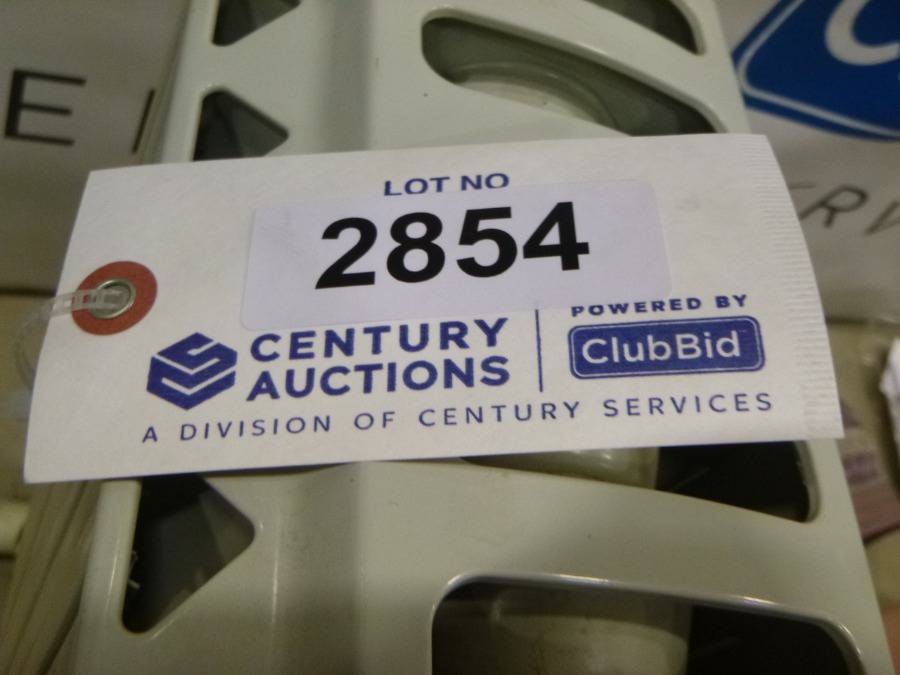 LOT NO
2854
CENTURY
AUCTIONS
POWERED BY
ClubBid
A DIVISION OF CENTURY SERVICES